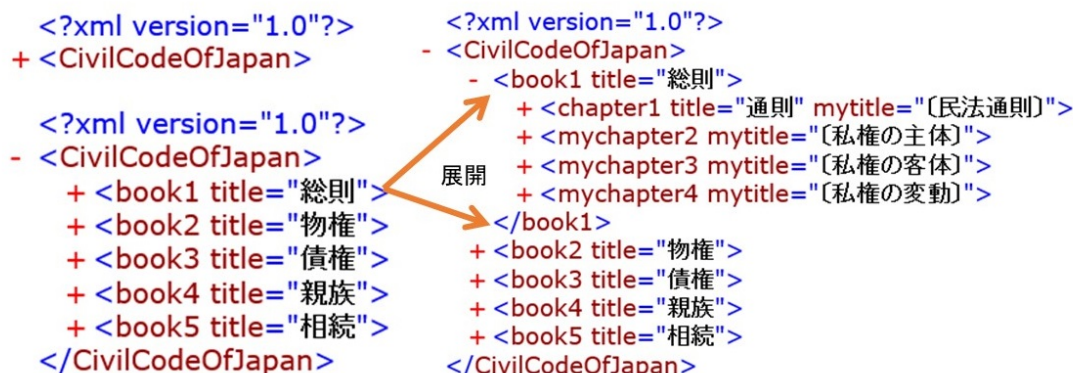 <?xml version="1.0"?>
+ <CivilCodeOfJapan>
<?xml version="1.0"?>
- <CivilCodeOfJapan>
+ <book1 title="総則">
+ <book2 title="物権">
+ <book3 title="債権">
+ <book4 title="親族">
+ <book5 title="相続">
</CivilCodeOfJapan>
展開
<?xml version="1.0"?>
- <CivilCodeOfJapan>
- <book1 title="総則">
+ <chapter1 title="通則" mytitle="〔民法通則〕">
+ <mychapter2 mytitle="〔私権の主体〕">
+ <mychapter3 mytitle="〔私権の客体〕">
+ <mychapter4 mytitle="〔私権の変動〕">
</book1>
+ <book2 title="物権">
+ <book3 title="債権">
+ <book4 title="親族">
+ <book5 title="相続">
</CivilCodeOfJapan>